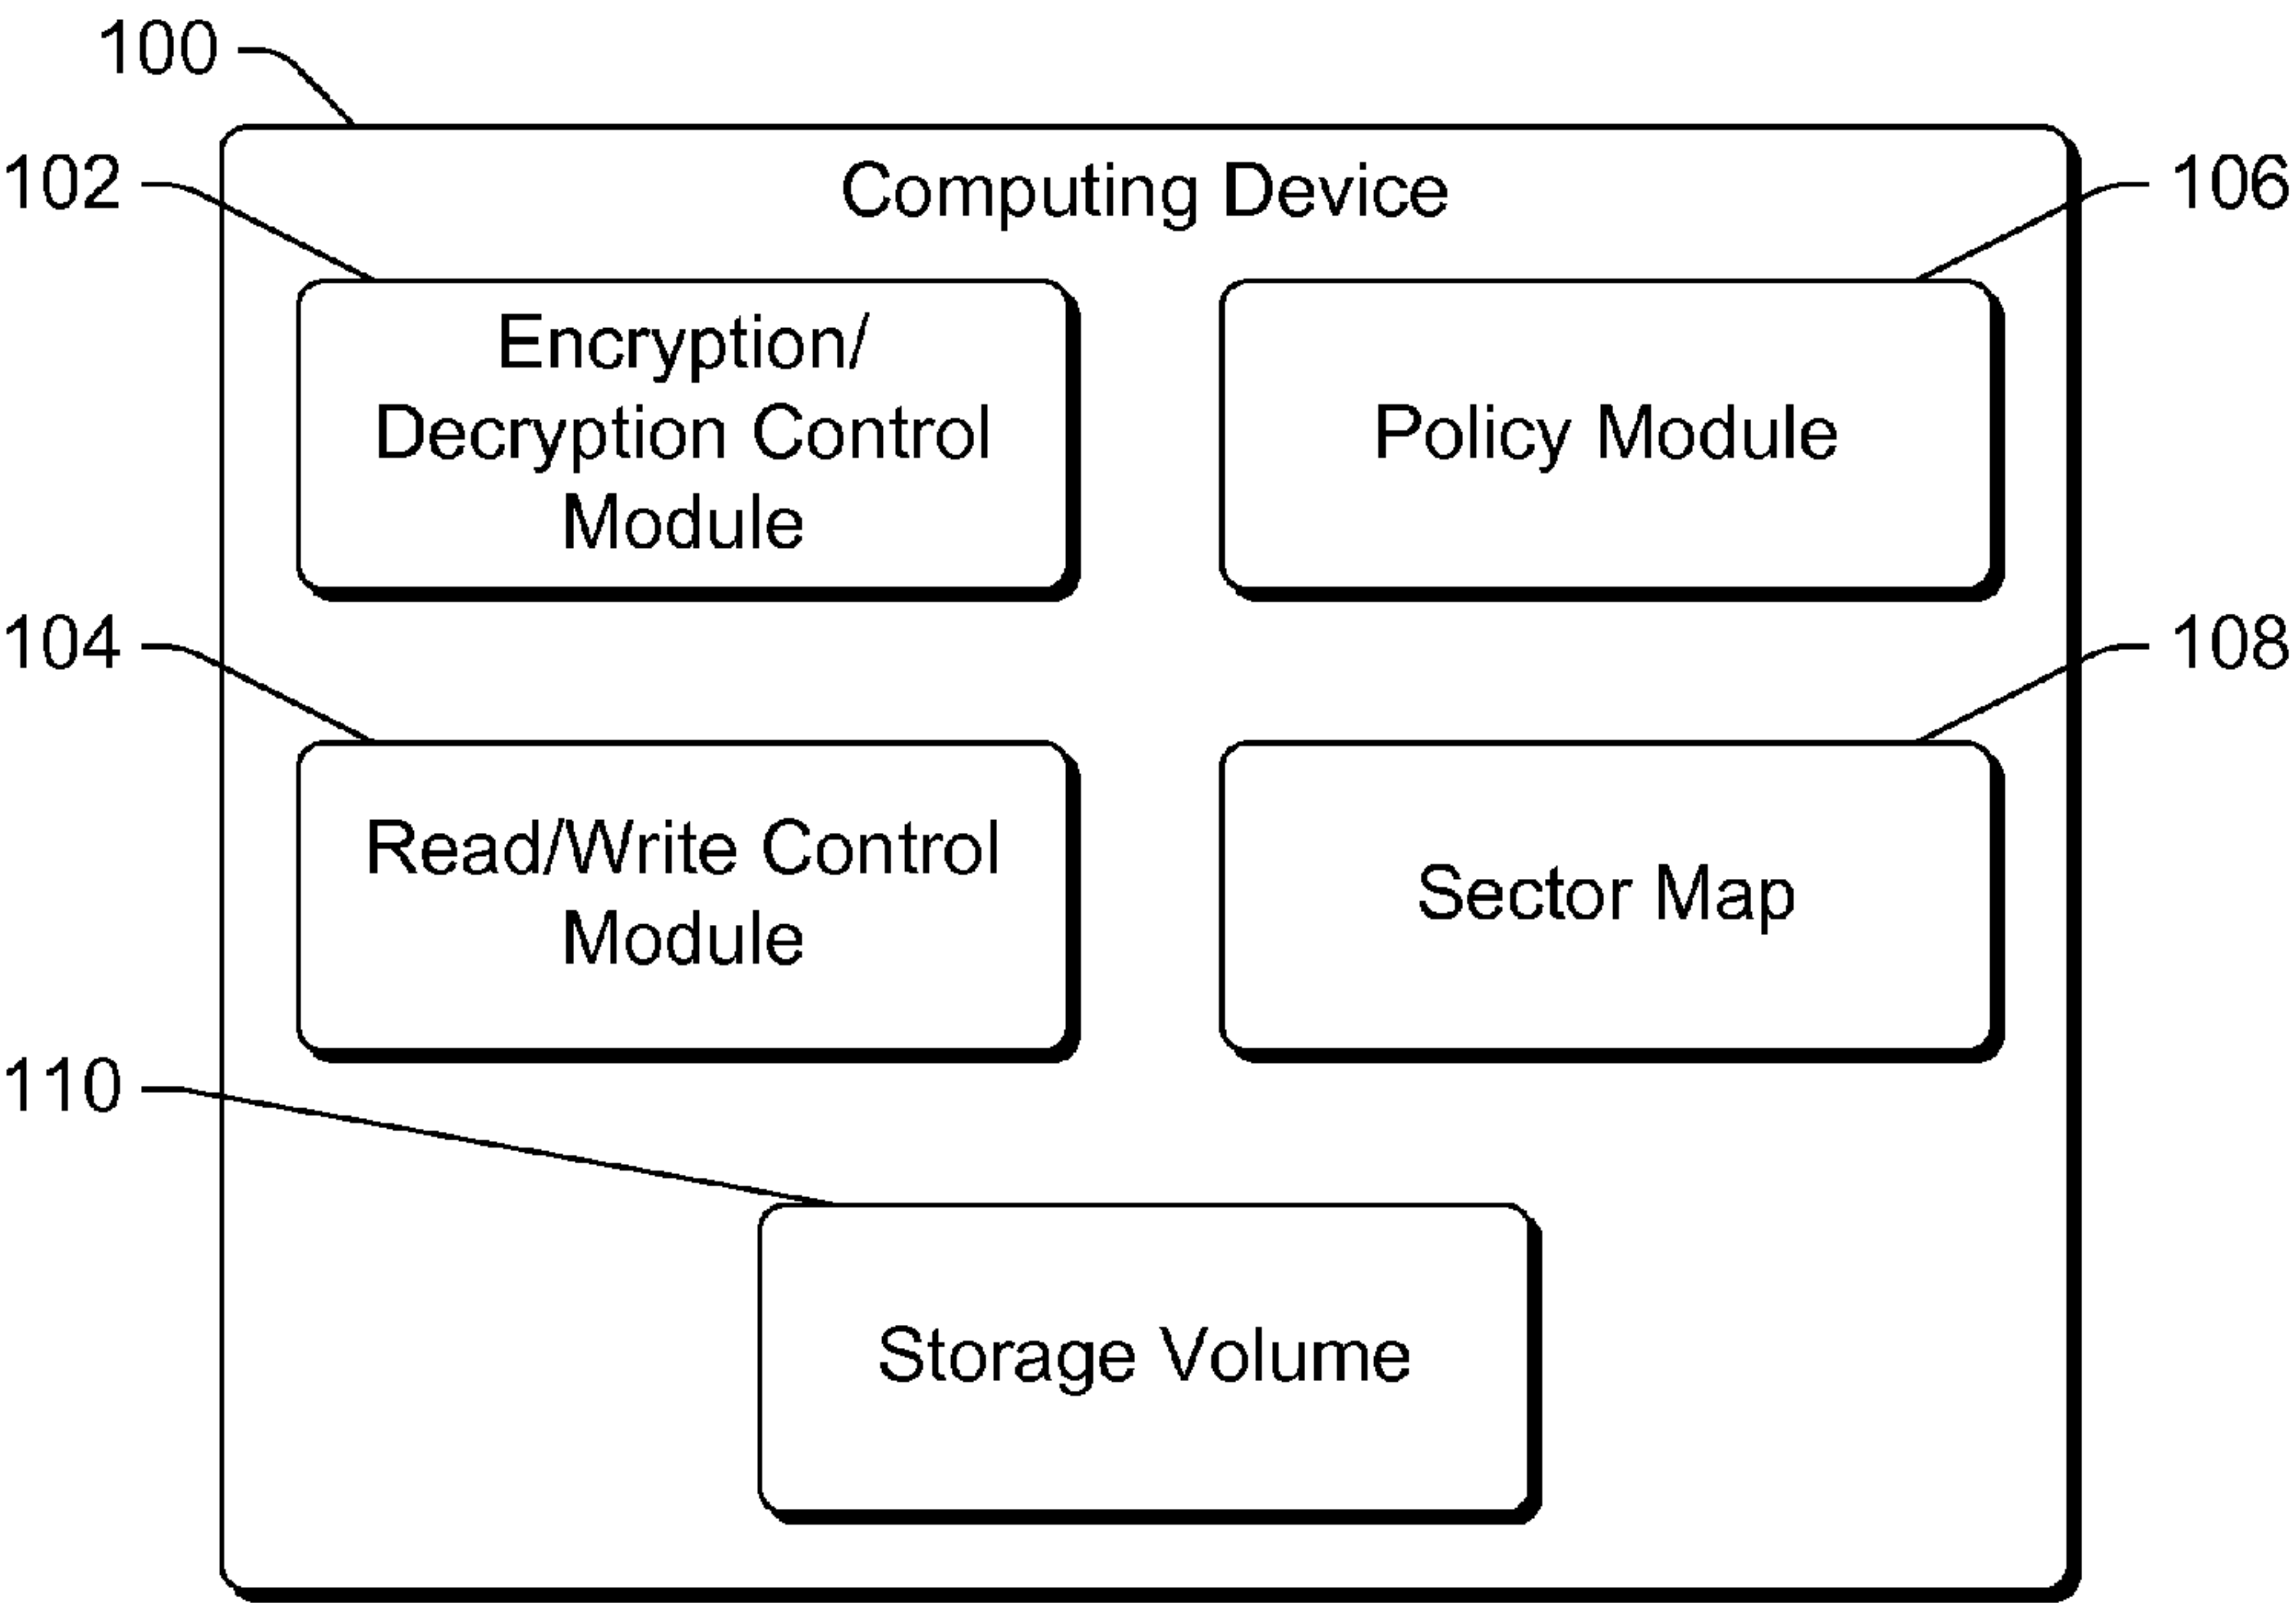 100
Computing Device
102
106
Encryption/
Decryption Control
Module
Policy Module
104
108
Read/Write Control
Module
Sector Map
110
Storage Volume